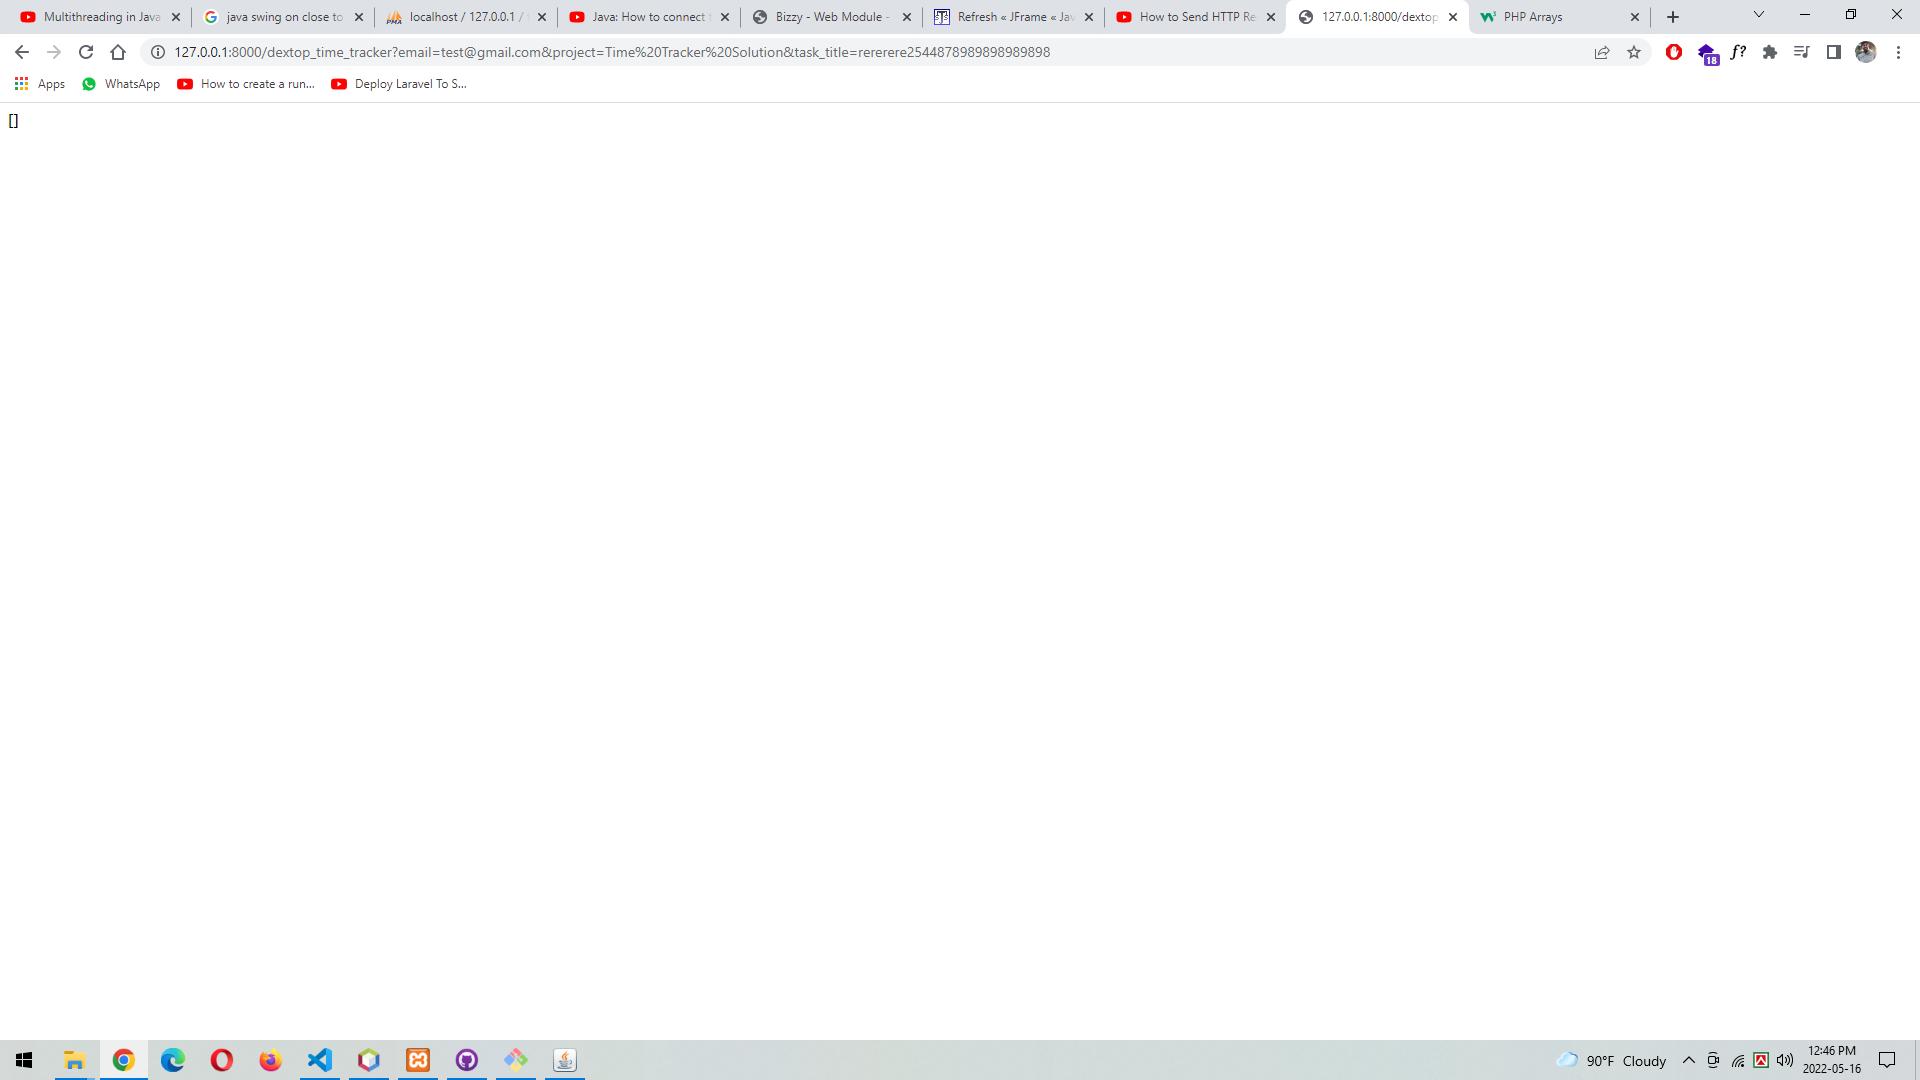 Multithreading in Java
java swing on close to
localhost / 127.0.0.1 /
Java: How to connect
Bizzy - Web Module -
Refresh « JFrame « Jav
How to Send HTTP Re
127.0.0.1:8000/dextop
PHP Arrays
127.0.0.1:8000/dextop_time_tracker?email=test@gmail.com&project=Time%20Tracker%20Solution&task_title=rererere2544878989898989898
18
f?
Apps
WhatsApp
How to create a run...
Deploy Laravel To S...
[]
90°F Cloudy
12:46 PM
2022-05-16